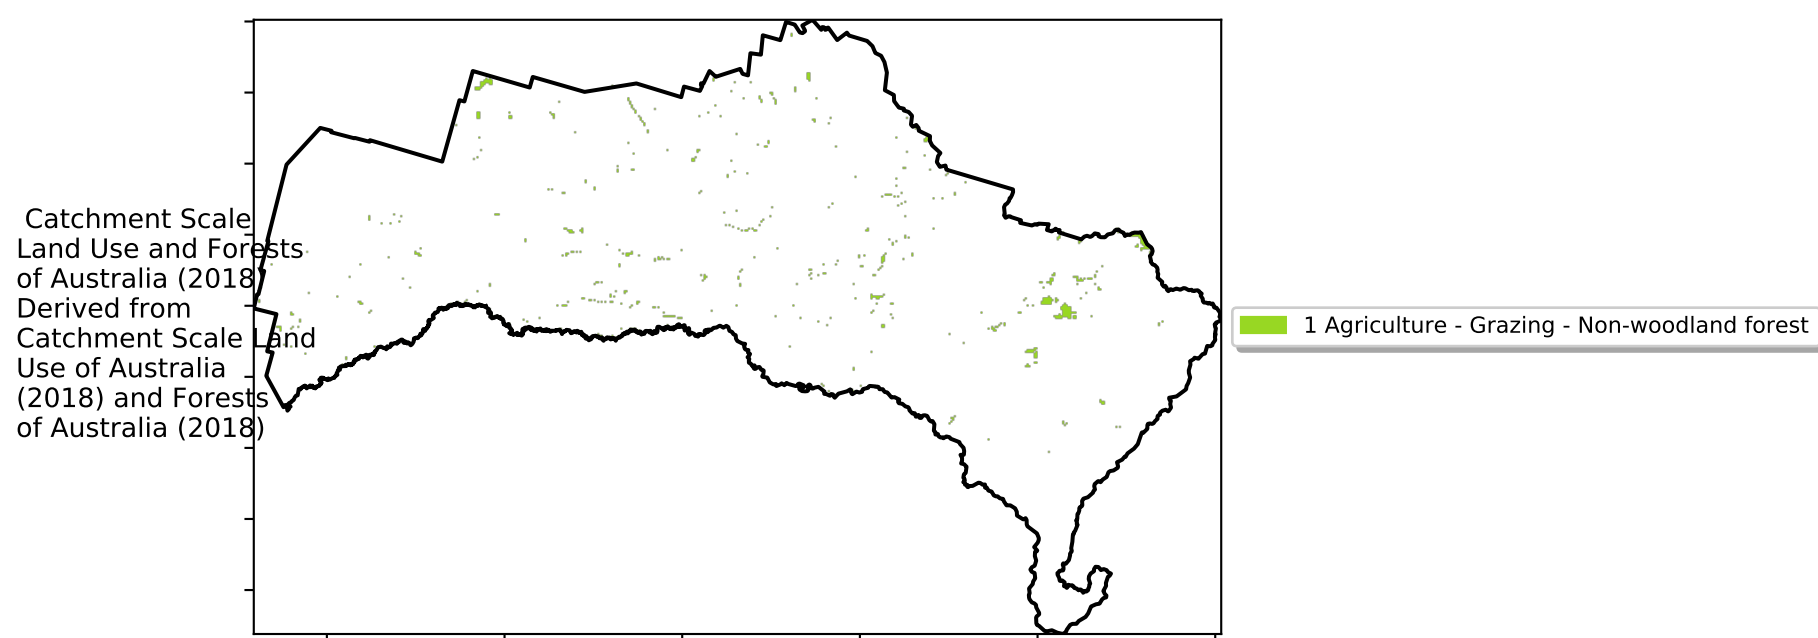 Catchment Scale
Land Use and Forests
of Australia (2018)
Derived from
Catchment Scale Land
Use of Australia
(2018) and Forests
of Australia (2018)
1 Agriculture - Grazing - Non-woodland forest